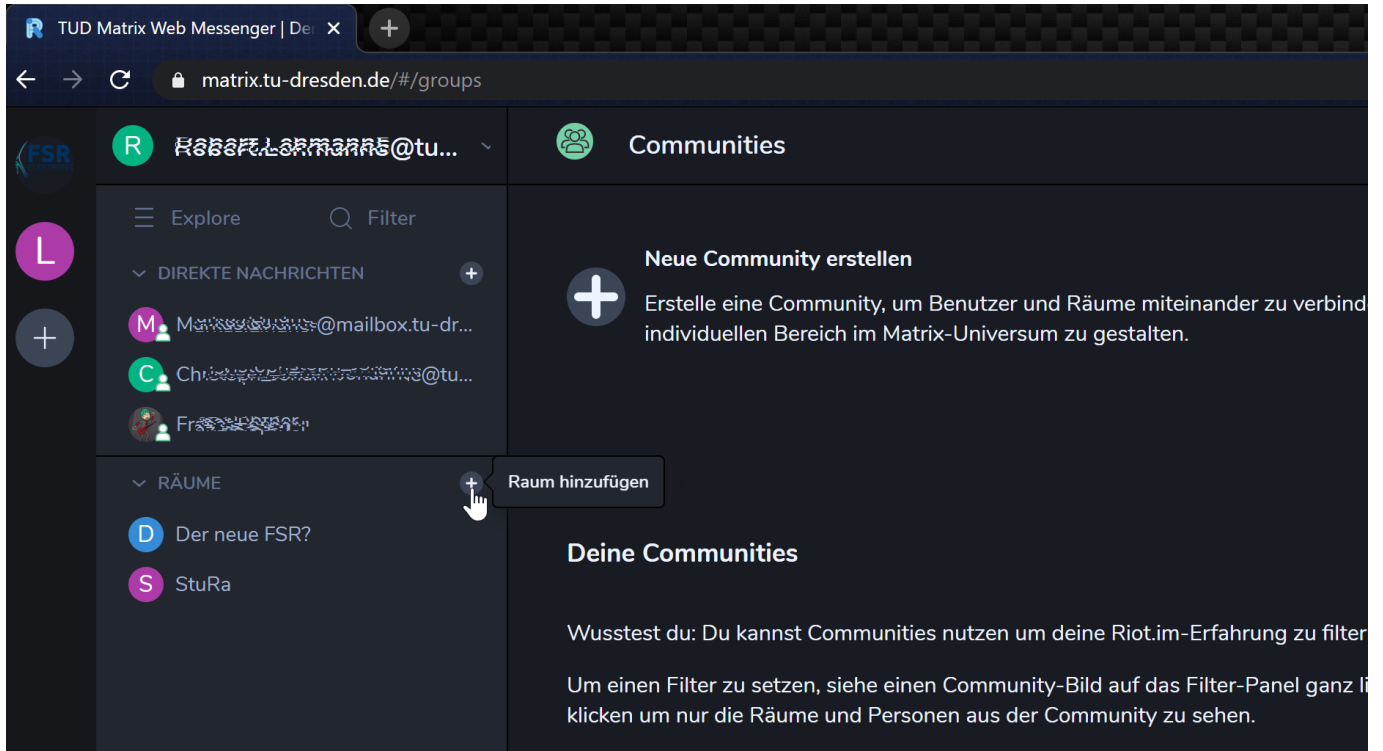 TUD Matrix Web Messenger | De
matrix.tu-dresden.de/#/groups
FSR
R
@tu...
Communities
Explore
Filter
L
DIREKTE NACHRICHTEN
Neue Community erstellen
Erstelle eine Community, um Benutzer und Räume miteinander zu verbind
individuellen Bereich im Matrix-Universum zu gestalten.
M
@mailbox.tu-dr...
C
@tu...
RÄUME
Raum hinzufügen
D Der neue FSR?
S StuRa
Deine Communities
Wusstest du: Du kannst Communities nutzen um deine Riot.im-Erfahrung zu filter
Um einen Filter zu setzen, siehe einen Community-Bild auf das Filter-Panel ganz li
klicken um nur die Räume und Personen aus der Community zu sehen.